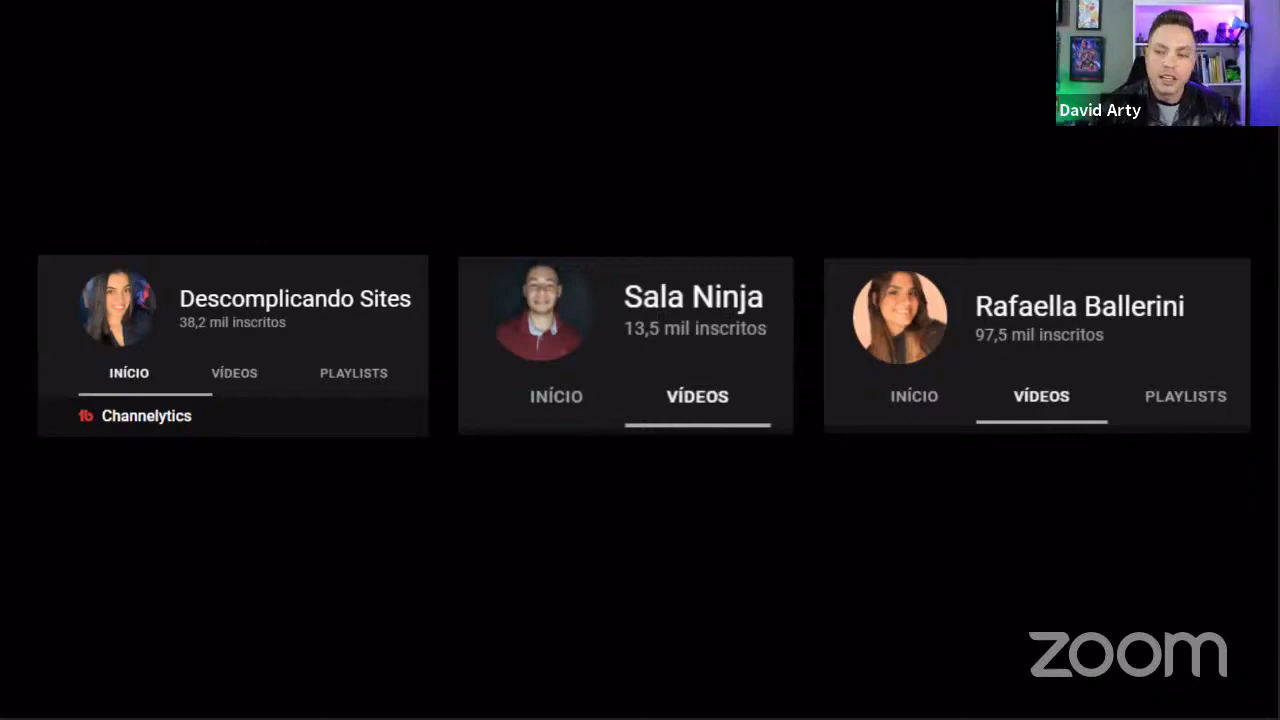 David Arty
Descomplicando Sites
38,2 mil inscritos
INÍCIO VÍDEOS PLAYLISTS
Channelytics
Sala Ninja
13,5 mil inscritos
INÍCIO VÍDEOS
Rafaella Ballerini
97,5 mil inscritos
INÍCIO VÍDEOS PLAYLISTS
zoom